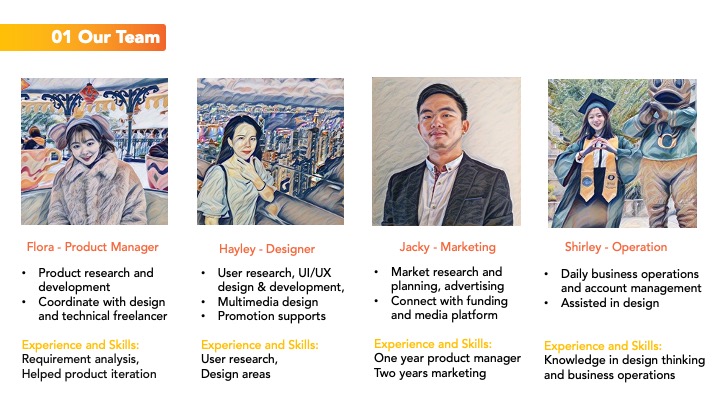 01 Our Team
Flora - Product Manager
• Product research and
development
• Coordinate with design
and technical freelancer
Experience and Skills:
Requirement analysis,
Helped product iteration
Hayley - Designer
• User research, UI/UX
design & development,
• Multimedia design
• Promotion supports
Experience and Skills:
User research,
Design areas
Jacky - Marketing
• Market research and
planning, advertising
• Connect with funding
and media platform
Experience and Skills:
One year product manager
Two years marketing
Shirley - Operation
• Daily business operations
and account management
• Assisted in design
Experience and Skills:
Knowledge in design thinking
and business operations